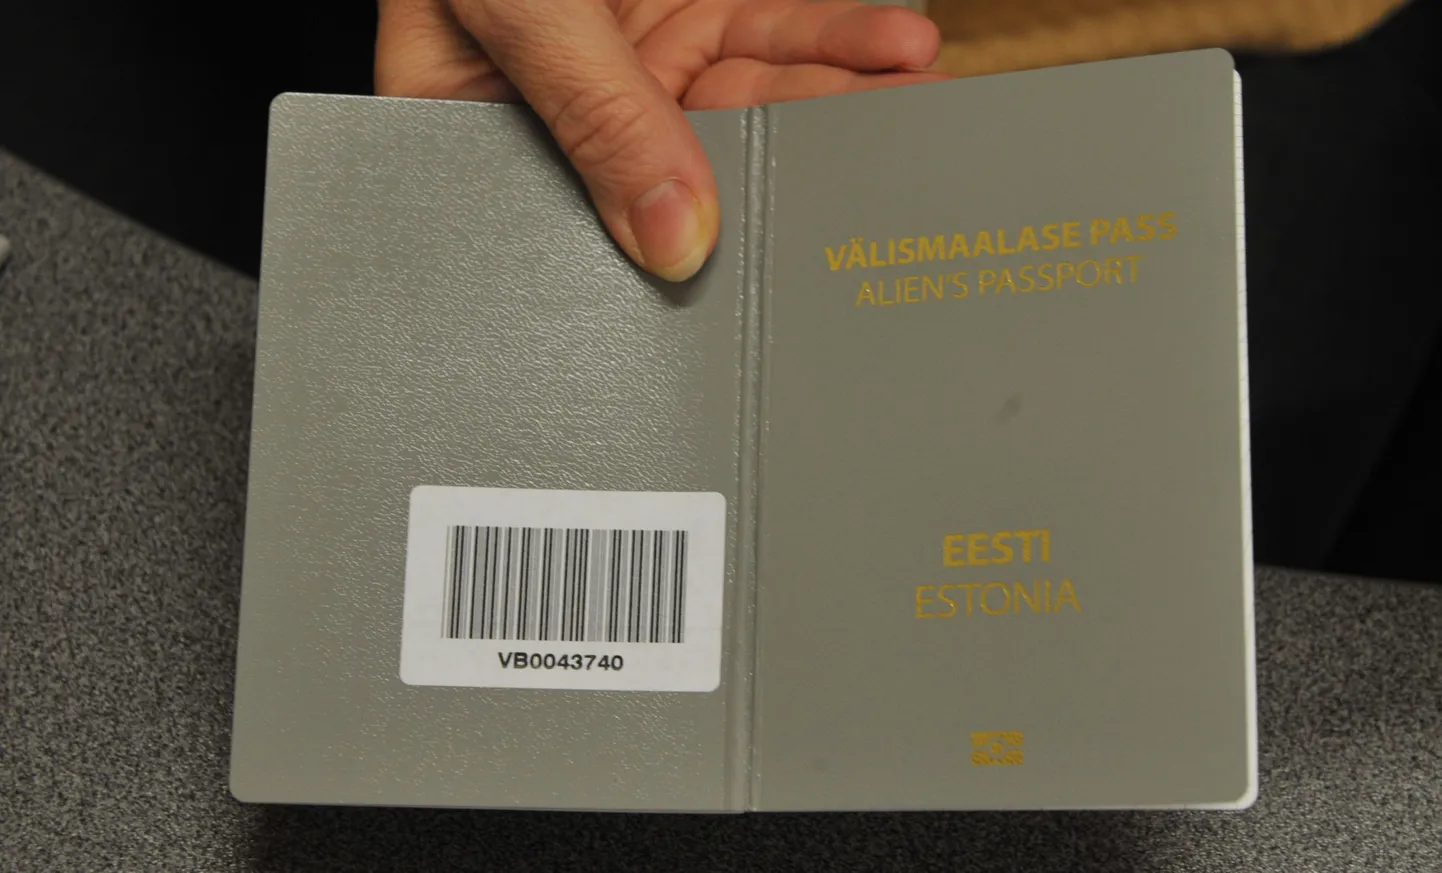 VÄLISMAALASE PASS
ALIEN'S PASSPORT
EESTI
ESTONIA
VB0043740